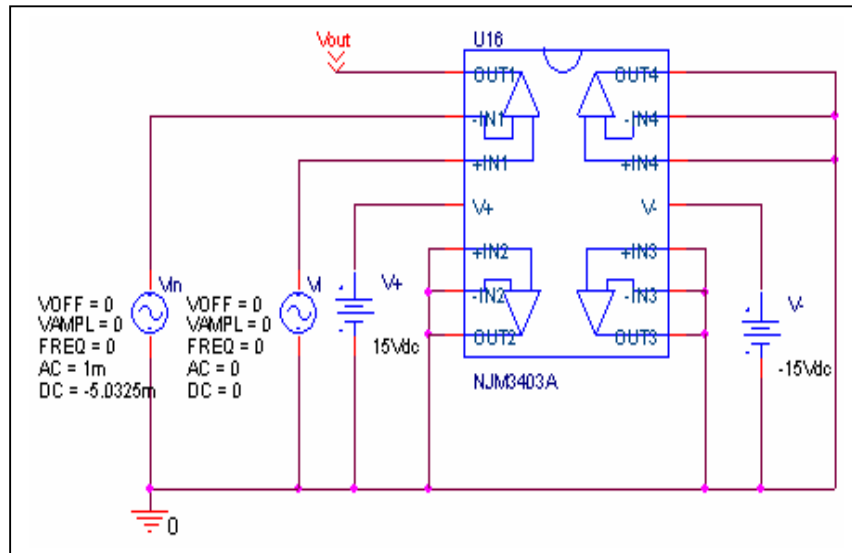 Vout
U16
OUT1
OUT4
-IN1
-IN4
+IN1
+IN4
V+
V-
+IN2
+IN3
-IN2
-IN3
OUT2
OUT3
NJM3403A
Vin
VOFF = 0
VAMPL = 0
FREQ = 0
AC = 1m
DC = -5.0325m
VI
VOFF = 0
VAMPL = 0
FREQ = 0
AC = 0
DC = 0
V+
15Vdc
V-
-15Vdc
0